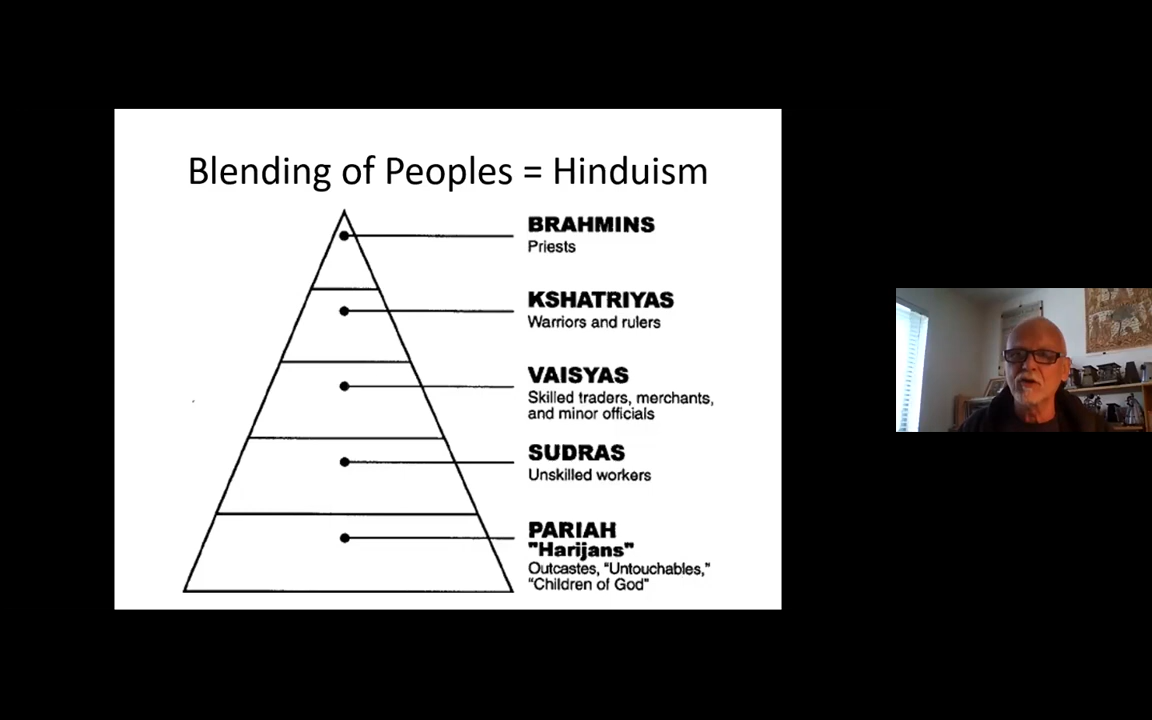 Blending of Peoples = Hinduism
BRAHMINS
Priests
KSHATRIYAS
Warriors and rulers
VAISYAS
Skilled traders, merchants,
and minor officials
SUDRAS
Unskilled workers
PARIAH
"Harijans"
Outcastes, "Untouchables,"
"Children of God"